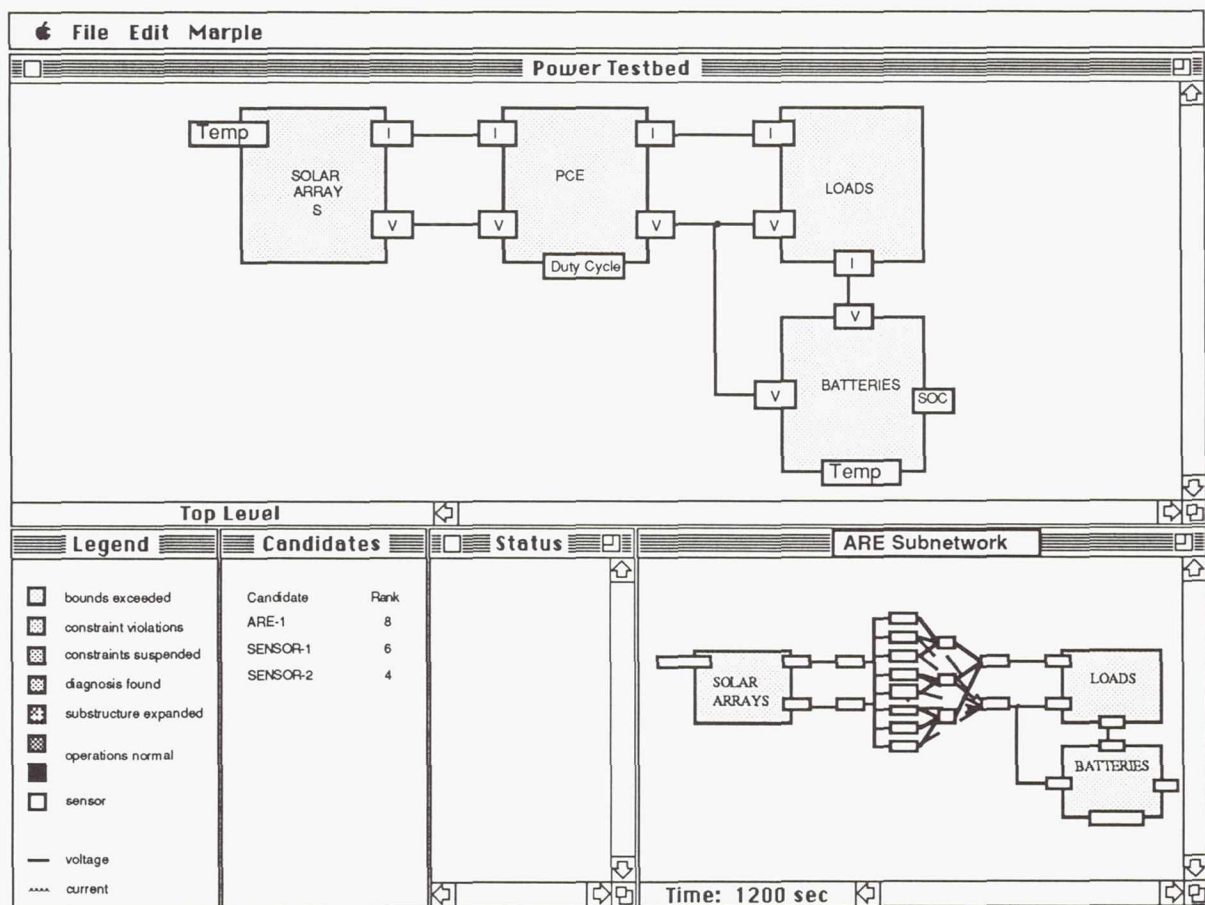 File Edit Marple
Power Testbed
Temp
I
I
I
I
SOLAR
ARRAY
S
PCE
LOADS
V
V
V
V
Duty Cycle
I
V
BATTERIES
V
SOC
Temp
Top Level
Legend
bounds exceeded
constraint violations
constraints suspended
diagnosis found
substructure expanded
operations normal
sensor
voltage
current
Candidates
Candidate Rank
ARE-1 8
SENSOR-1 6
SENSOR-2 4
Status
ARE Subnetwork
SOLAR
ARRAYS
LOADS
BATTERIES
Time: 1200 sec